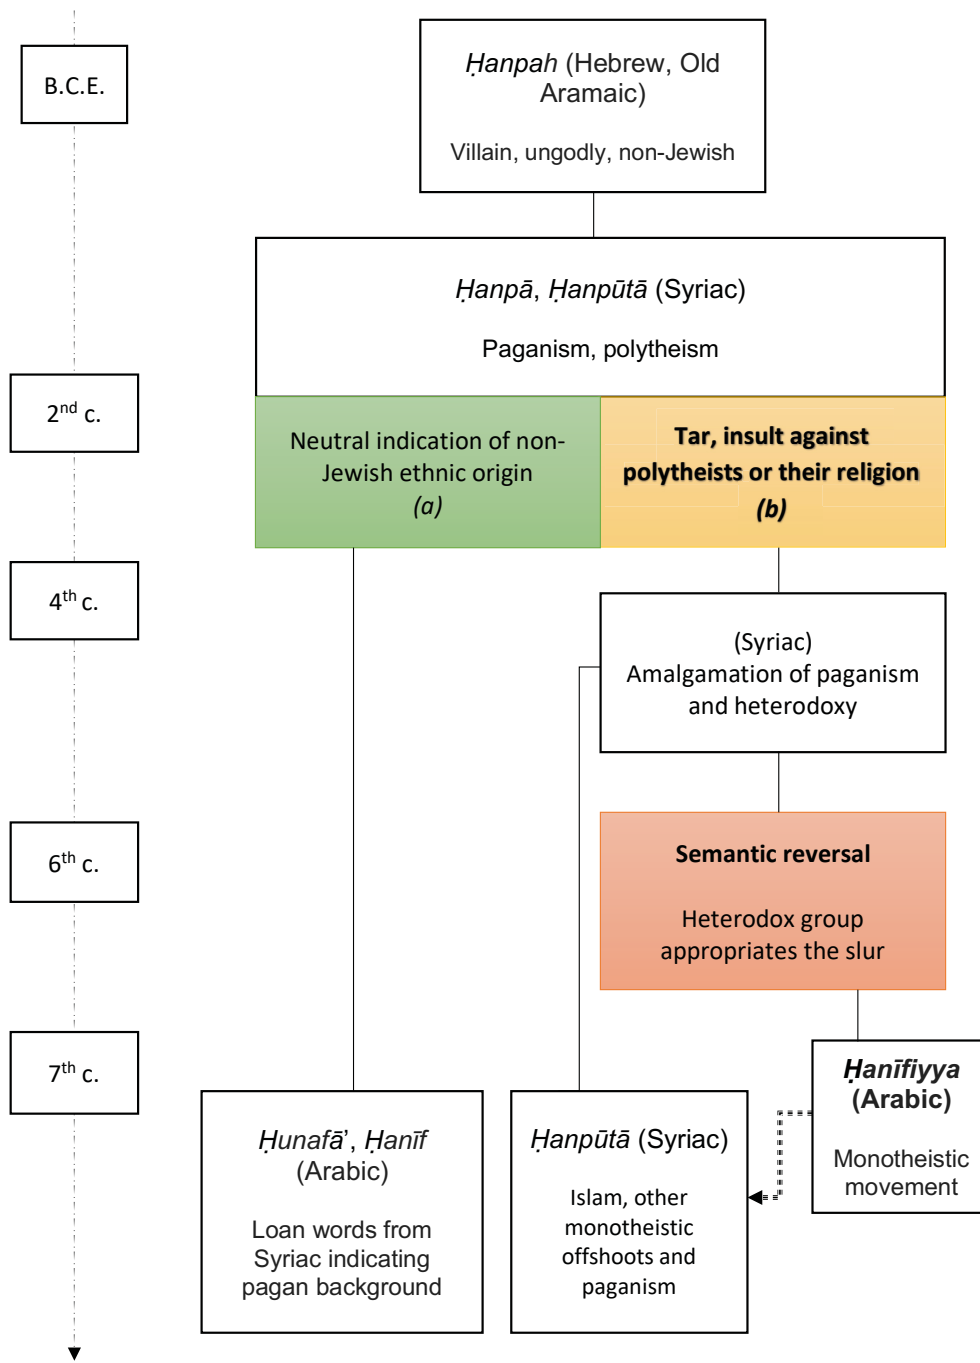 B.C.E.
Ḥanpah (Hebrew, Old
Aramaic)
Villain, ungodly, non-Jewish
Ḥanpā, Ḥanpūtā (Syriac)
Paganism, polytheism
2nd c.
Neutral indication of non-
Jewish ethnic origin
(a)
Tar, insult against
polytheists or their religion
(b)
4th c.
(Syriac)
Amalgamation of paganism
and heterodoxy
6th c.
Semantic reversal
Heterodox group
appropriates the slur
7th c.
Ḥunafā’, Ḥanīf
(Arabic)
Loan words from
Syriac indicating
pagan background
Ḥanpūtā (Syriac)
Islam, other
monotheistic
offshoots and
paganism
Ḥanīfiyya
(Arabic)
Monotheistic
movement